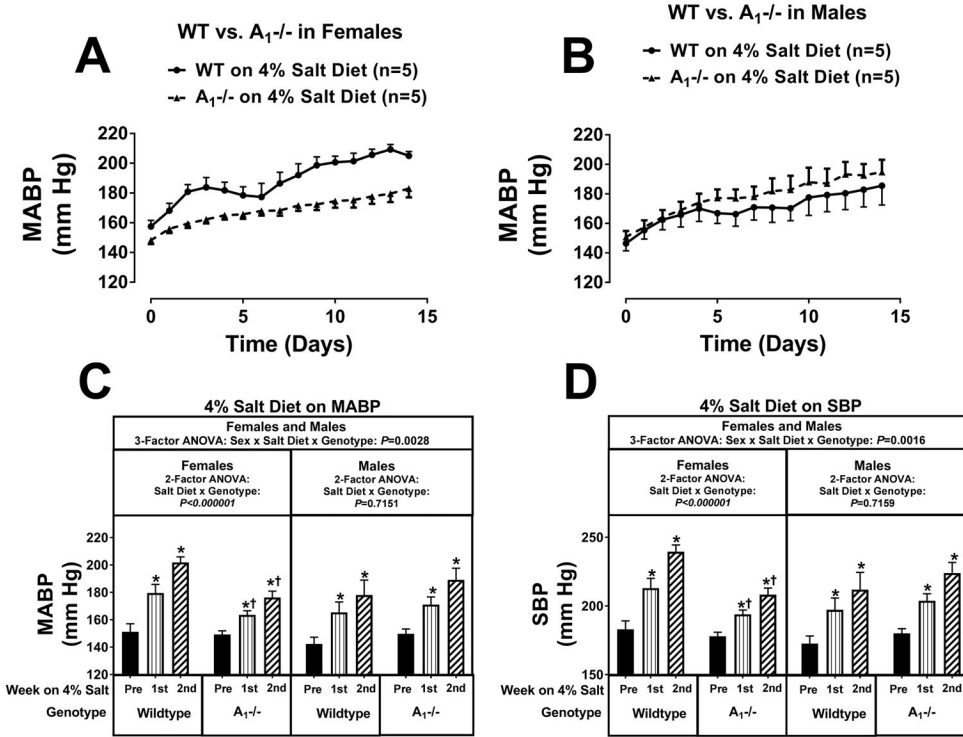 A
WT vs. A₁-/- in Females
WT on 4% Salt Diet (n=5)
A₁-/- on 4% Salt Diet (n=5)
220
200
180
160
140
120
MABP
(mm Hg)
0
5
10
15
Time (Days)
B
WT vs. A₁-/- in Males
WT on 4% Salt Diet (n=5)
A₁-/- on 4% Salt Diet (n=5)
220
200
180
160
140
120
MABP
(mm Hg)
0
5
10
15
Time (Days)
C
4% Salt Diet on MABP
Females and Males
3-Factor ANOVA: Sex x Salt Diet x Genotype: P=0.0028
Females
2-Factor ANOVA:
Salt Diet x Genotype:
P<0.000001
Males
2-Factor ANOVA:
Salt Diet x Genotype:
P=0.7151
220
200
180
160
140
120
MABP
(mm Hg)
* * *† *† * * * *
Week on 4% Salt Pre 1st 2nd Pre 1st 2nd Pre 1st 2nd Pre 1st 2nd
Genotype Wildtype A₁-/- Wildtype A₁-/-
D
4% Salt Diet on SBP
Females and Males
3-Factor ANOVA: Sex x Salt Diet x Genotype: P=0.0016
Females
2-Factor ANOVA:
Salt Diet x Genotype:
P<0.000001
Males
2-Factor ANOVA:
Salt Diet x Genotype:
P=0.7159
250
200
150
SBP
(mm Hg)
* * *† *† * * * *
Week on 4% Salt Pre 1st 2nd Pre 1st 2nd Pre 1st 2nd Pre 1st 2nd
Genotype Wildtype A₁-/- Wildtype A₁-/-